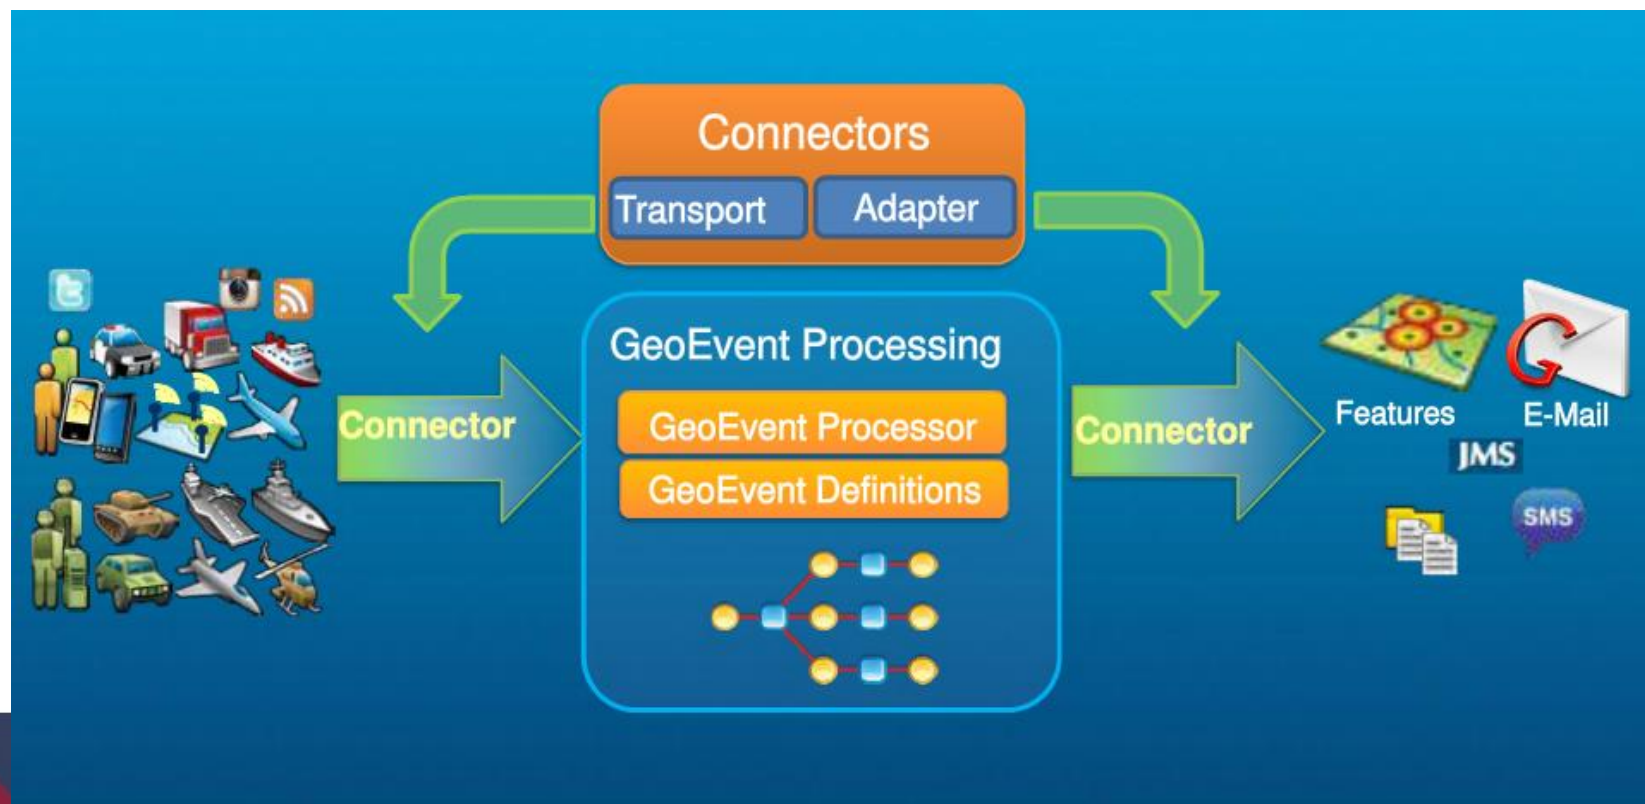 Connectors
Transport
Adapter
GeoEvent Processing
Connector
GeoEvent Processor
GeoEvent Definitions
Connector
Features
E-Mail
JMS
SMS